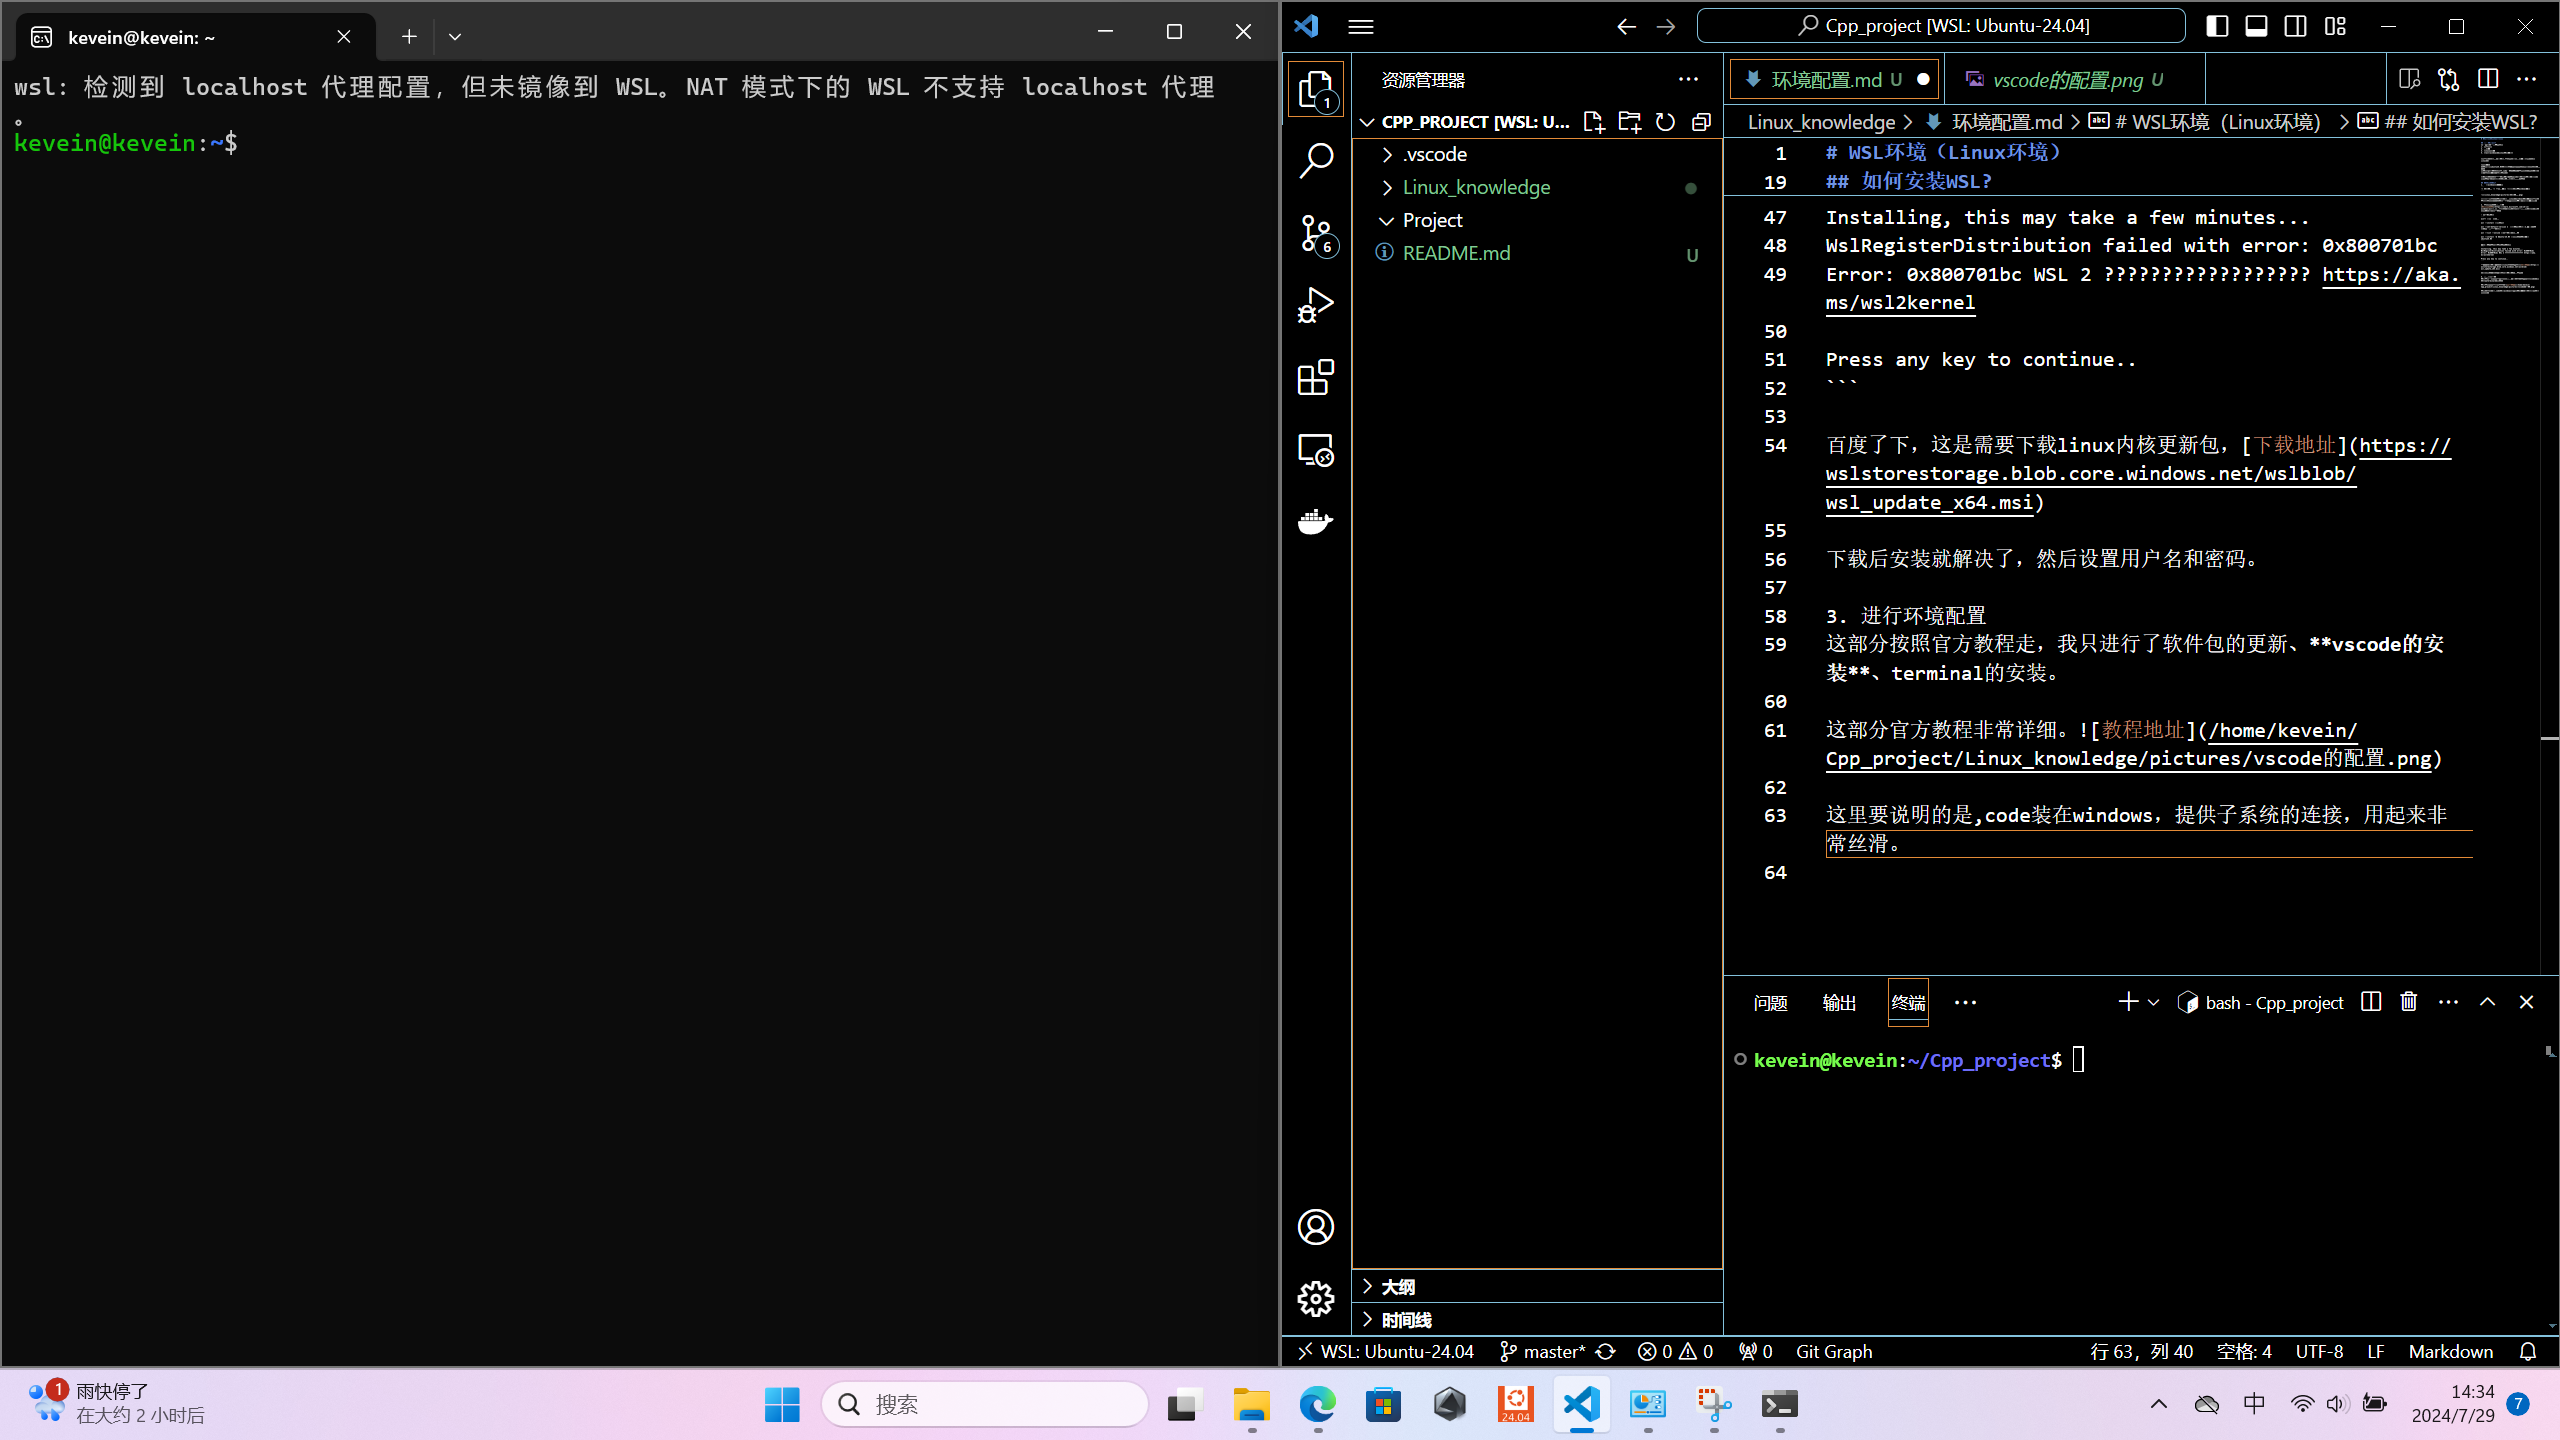 kevein@kevein: ~
wsl: 检测到 localhost 代理配置，但未镜像到 WSL。NAT 模式下的 WSL 不支持 localhost 代理
。
kevein@kevein:~$
Cpp_project [WSL: Ubuntu-24.04]
资源管理器
CPP_PROJECT [WSL: U...
.vscode
Linux_knowledge
Project
README.md U
大纲
时间线
1
6
环境配置.md U
vscode的配置.png U
Linux_knowledge > 环境配置.md > # WSL环境（Linux环境） > ## 如何安装WSL?
1 # WSL环境（Linux环境）
19 ## 如何安装WSL?
47 Installing, this may take a few minutes...
48 WslRegisterDistribution failed with error: 0x800701bc
49 Error: 0x800701bc WSL 2 ?????????????????? https://aka.
ms/wsl2kernel
50
51 Press any key to continue..
52 ```
53
54 百度了下，这是需要下载linux内核更新包，[下载地址](https://
wslstorestorage.blob.core.windows.net/wslblob/
wsl_update_x64.msi)
55
56 下载后安装就解决了，然后设置用户名和密码。
57
58 3. 进行环境配置
59 这部分按照官方教程走，我只进行了软件包的更新、**vscode的安
装**、terminal的安装。
60
61 这部分官方教程非常详细。![教程地址](/home/kevein/
Cpp_project/Linux_knowledge/pictures/vscode的配置.png)
62
63 这里要说明的是,code装在windows，提供子系统的连接，用起来非
常丝滑。
64
问题 输出 终端
bash - Cpp_project
kevein@kevein:~/Cpp_project$
WSL: Ubuntu-24.04 master* 0 0 0 Git Graph
行 63，列 40 空格: 4 UTF-8 LF Markdown
1
雨快停了
在大约 2 小时后
搜索
24.04
中
14:34
2024/7/29
7